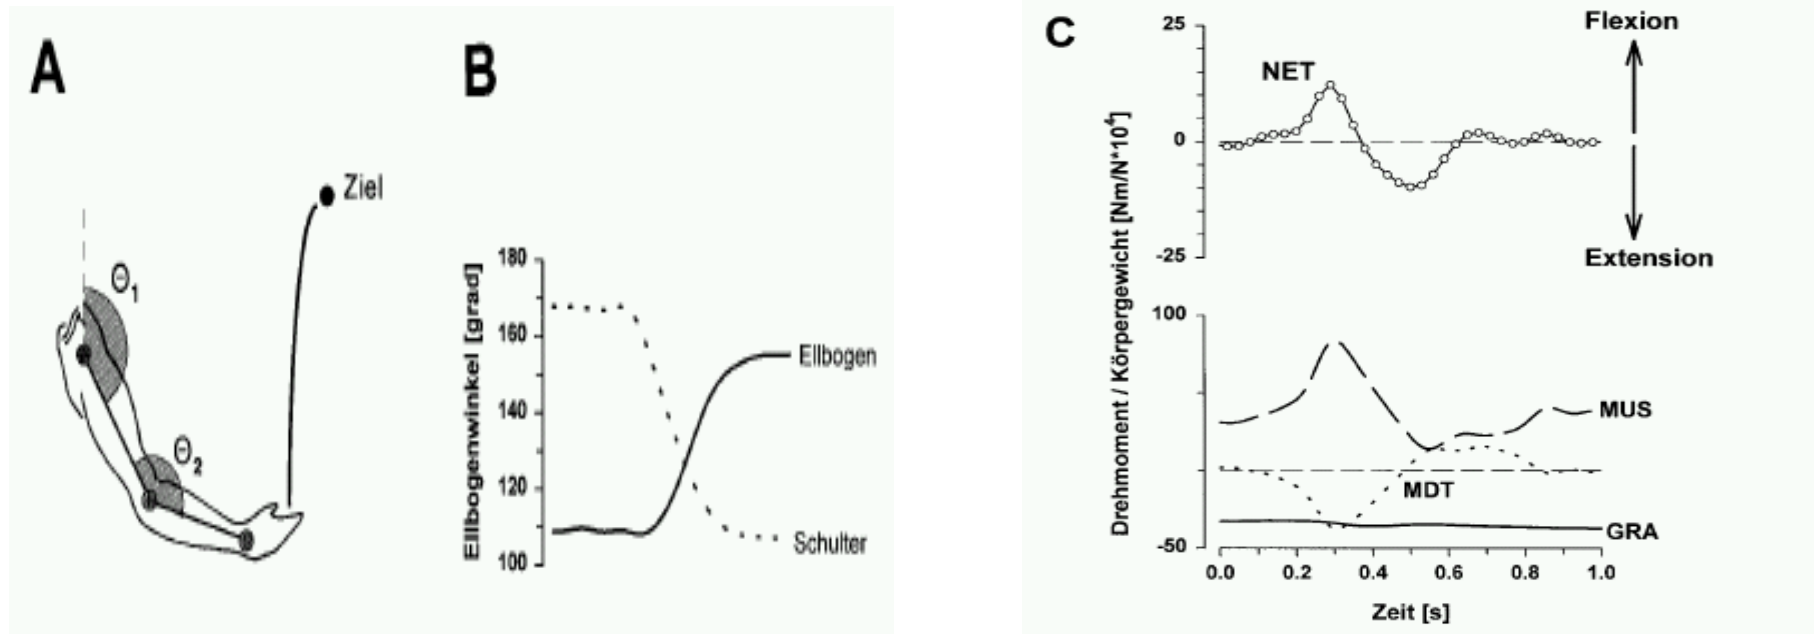 A
Ziel
Θ1
Θ2
B
Ellbogenwinkel [grad]
180
160
140
120
100
Ellbogen
Schulter
C
Drehmoment / Körpergewicht [Nm/N*10⁴]
25
0
-25
NET
Flexion
Extension
100
-50
MUS
MDT
GRA
0.0 0.2 0.4 0.6 0.8 1.0
Zeit [s]